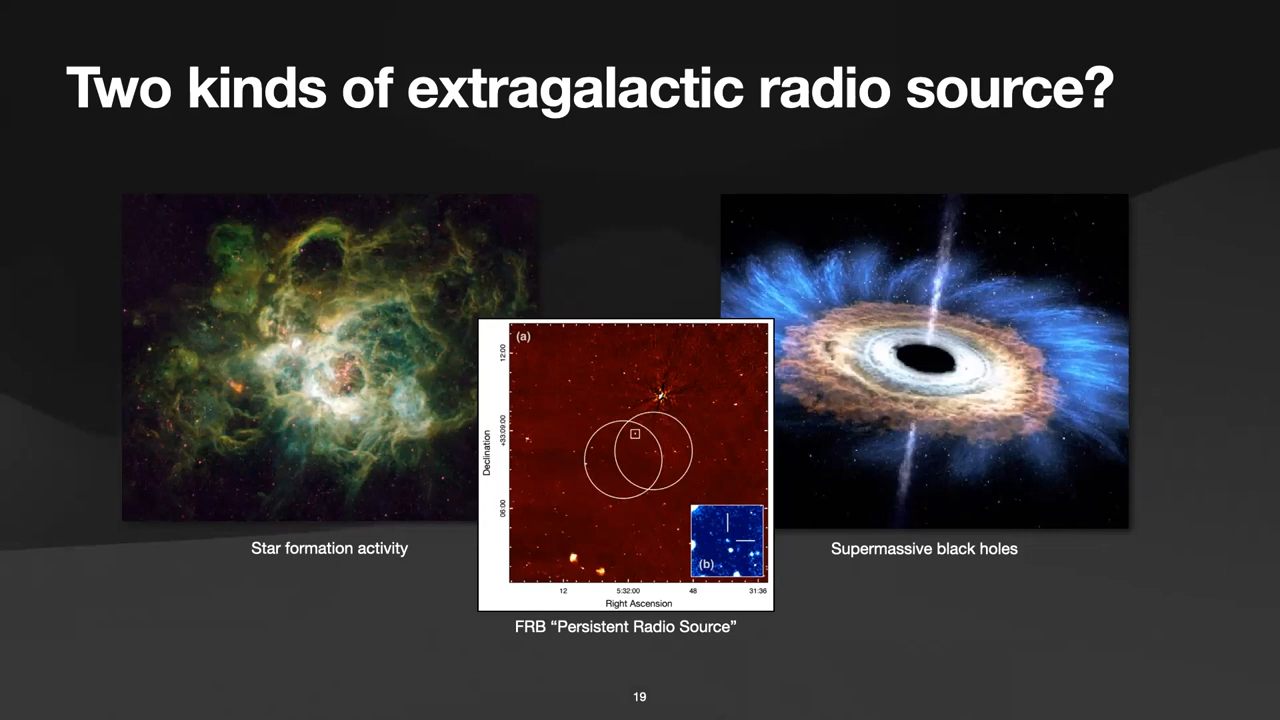 Two kinds of extragalactic radio source?
(a)
12:00
+33:09:00
06:00
Declination
(b)
12
5:32:00
48
31:36
Right Ascension
Star formation activity
Supermassive black holes
FRB “Persistent Radio Source”
19